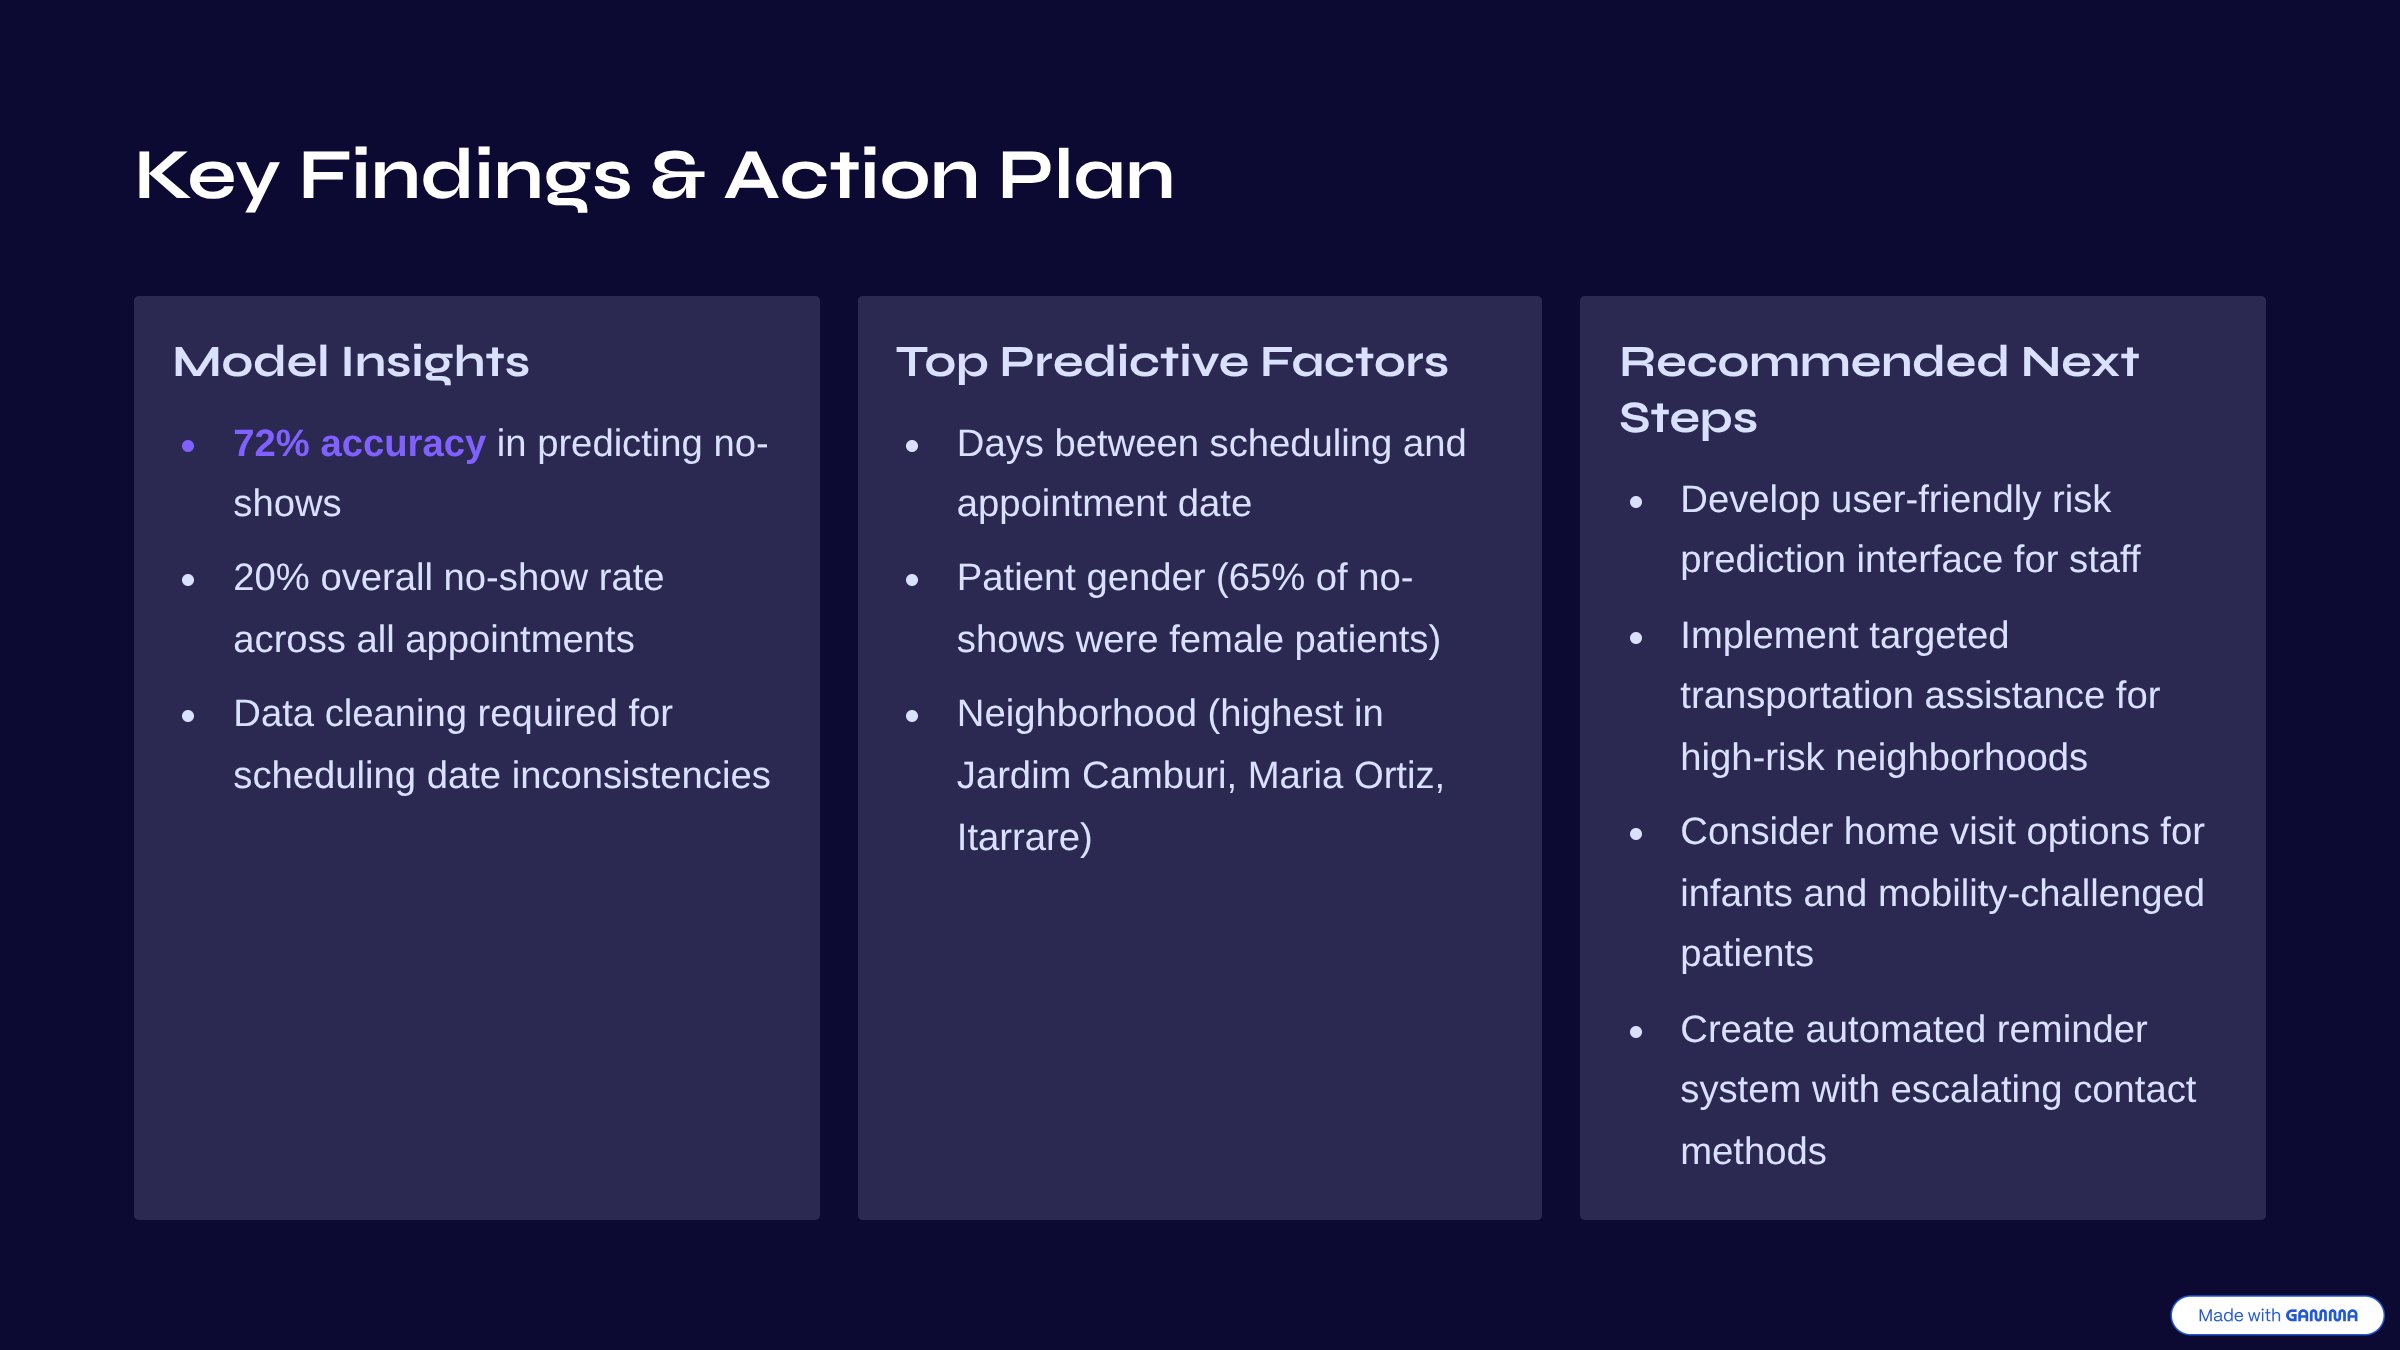 Key Findings & Action Plan
Model Insights
• 72% accuracy in predicting no-
shows
• 20% overall no-show rate
across all appointments
• Data cleaning required for
scheduling date inconsistencies
Top Predictive Factors
• Days between scheduling and
appointment date
• Patient gender (65% of no-
shows were female patients)
• Neighborhood (highest in
Jardim Camburi, Maria Ortiz,
Itarrare)
Recommended Next
Steps
• Develop user-friendly risk
prediction interface for staff
• Implement targeted
transportation assistance for
high-risk neighborhoods
• Consider home visit options for
infants and mobility-challenged
patients
• Create automated reminder
system with escalating contact
methods
Made with GAMMA